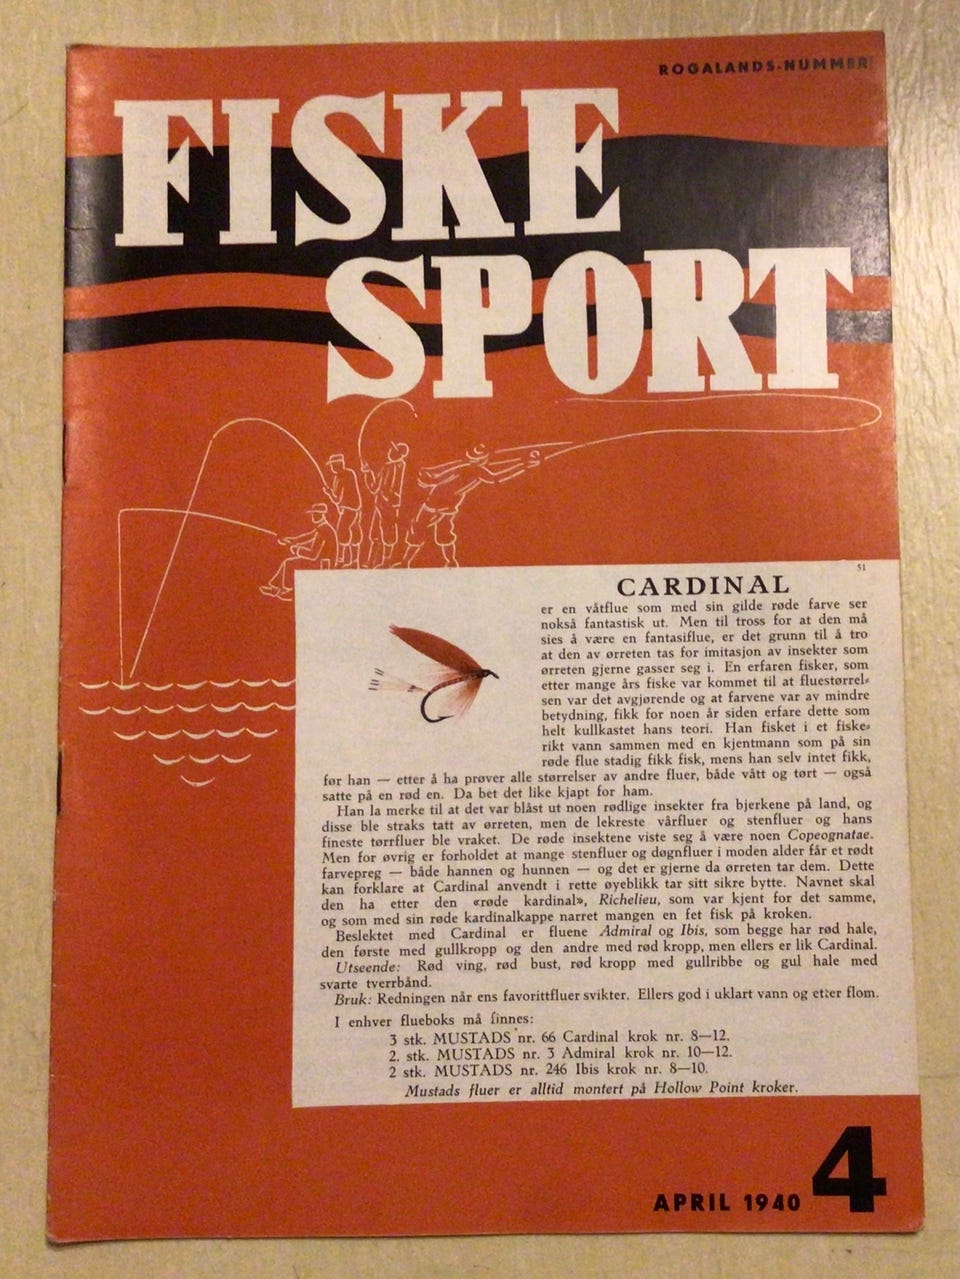 ROGALANDS-NUMMER
FISKE
SPORT
51
CARDINAL
er en våtflue som med sin gilde røde farve ser
nokså fantastisk ut. Men til tross for at den må
sies å være en fantasiflue, er det grunn til å tro
at den av ørreten tas for imitasjon av insekter som
ørreten gjerne gasser seg i. En erfaren fisker, som
etter mange års fiske var kommet til at fluestørrel-
sen var det avgjørende og at farvene var av mindre
betydning, fikk for noen år siden erfare dette som
helt kullkastet hans teori. Han fisket i et fiske-
rikt vann sammen med en kjentmann som på sin
røde flue stadig fikk fisk, mens han selv intet fikk,
før han — etter å ha prøver alle størrelser av andre fluer, både vått og tørt — også
satte på en rød en. Da bet det like kjapt for ham.
Han la merke til at det var blåst ut noen rødlige insekter fra bjerkene på land, og
disse ble straks tatt av ørreten, men de lekreste vårfluer og stenfluer og hans
fineste tørrfluer ble vraket. De røde insektene viste seg å være noen Copeognatae.
Men for øvrig er forholdet at mange stenfluer og døgnfluer i moden alder får et rødt
farvepreg — både hannen og hunnen — og det er gjerne da ørreten tar dem. Dette
kan forklare at Cardinal anvendt i rette øyeblikk tar sitt sikre bytte. Navnet skal
den ha etter den «røde kardinal», Richelieu, som var kjent for det samme,
og som med sin røde kardinalkappe narret mangen en fet fisk på kroken.
Beslektet med Cardinal er fluene Admiral og Ibis, som begge har rød hale,
den første med gullkropp og den andre med rød kropp, men ellers er lik Cardinal.
Utseende: Rød ving, rød bust, rød kropp med gullribbe og gul hale med
svarte tverrbånd.
Bruk: Redningen når ens favorittfluer svikter. Ellers god i uklart vann og etter flom.
I enhver flueboks må finnes:
3 stk. MUSTADS nr. 66 Cardinal krok nr. 8—12.
2. stk. MUSTADS nr. 3 Admiral krok nr. 10—12.
2 stk. MUSTADS nr. 246 Ibis krok nr. 8—10.
Mustads fluer er alltid montert på Hollow Point kroker.
APRIL 1940 4